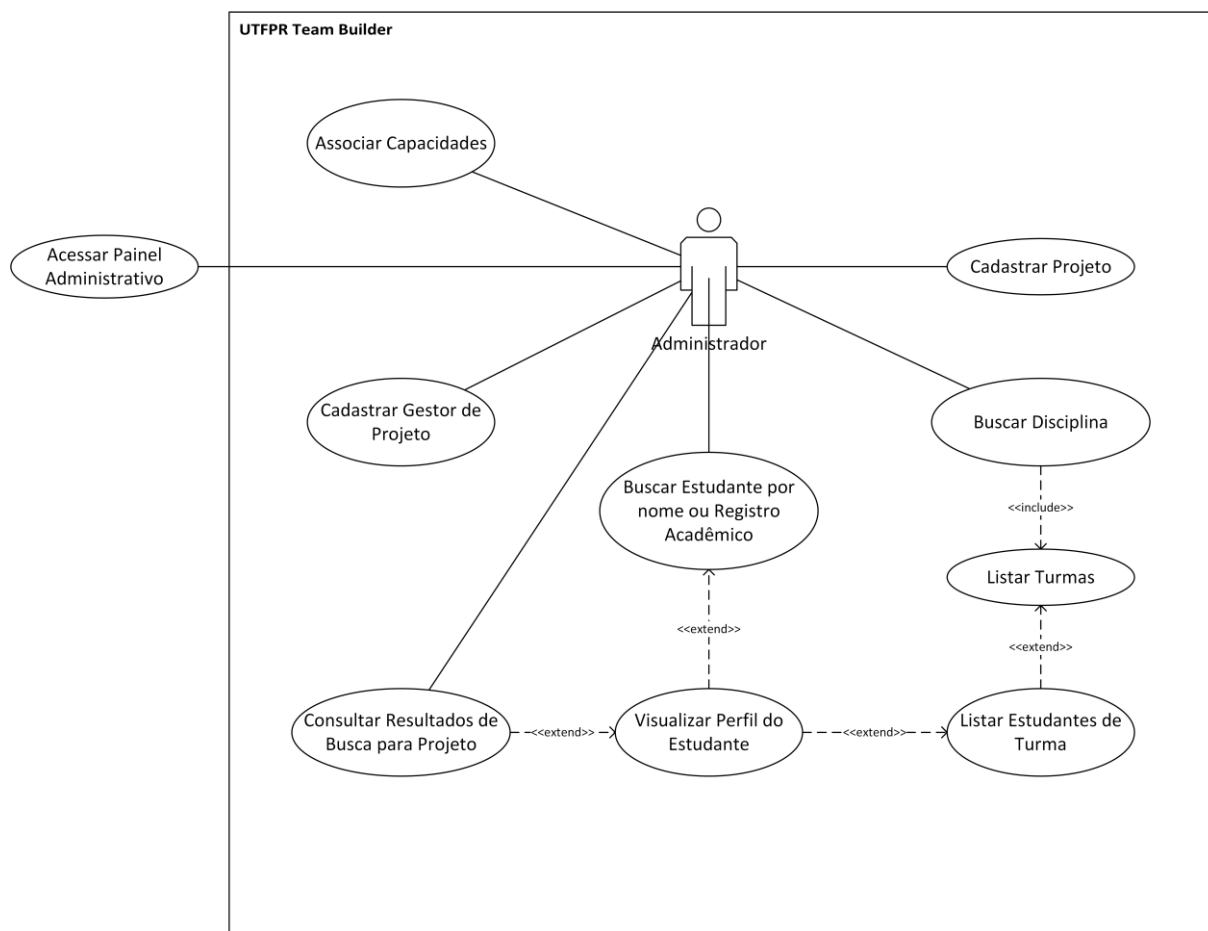 UTFPR Team Builder
Associar Capacidades
Acessar Painel
Administrativo
Cadastrar Projeto
Administrador
Cadastrar Gestor de
Projeto
Buscar Disciplina
Buscar Estudante por
nome ou Registro
Acadêmico
<<include>>
Listar Turmas
<<extend>>
<<extend>>
Consultar Resultados de
Busca para Projeto
<<extend>>
Visualizar Perfil do
Estudante
<<extend>>
Listar Estudantes de
Turma